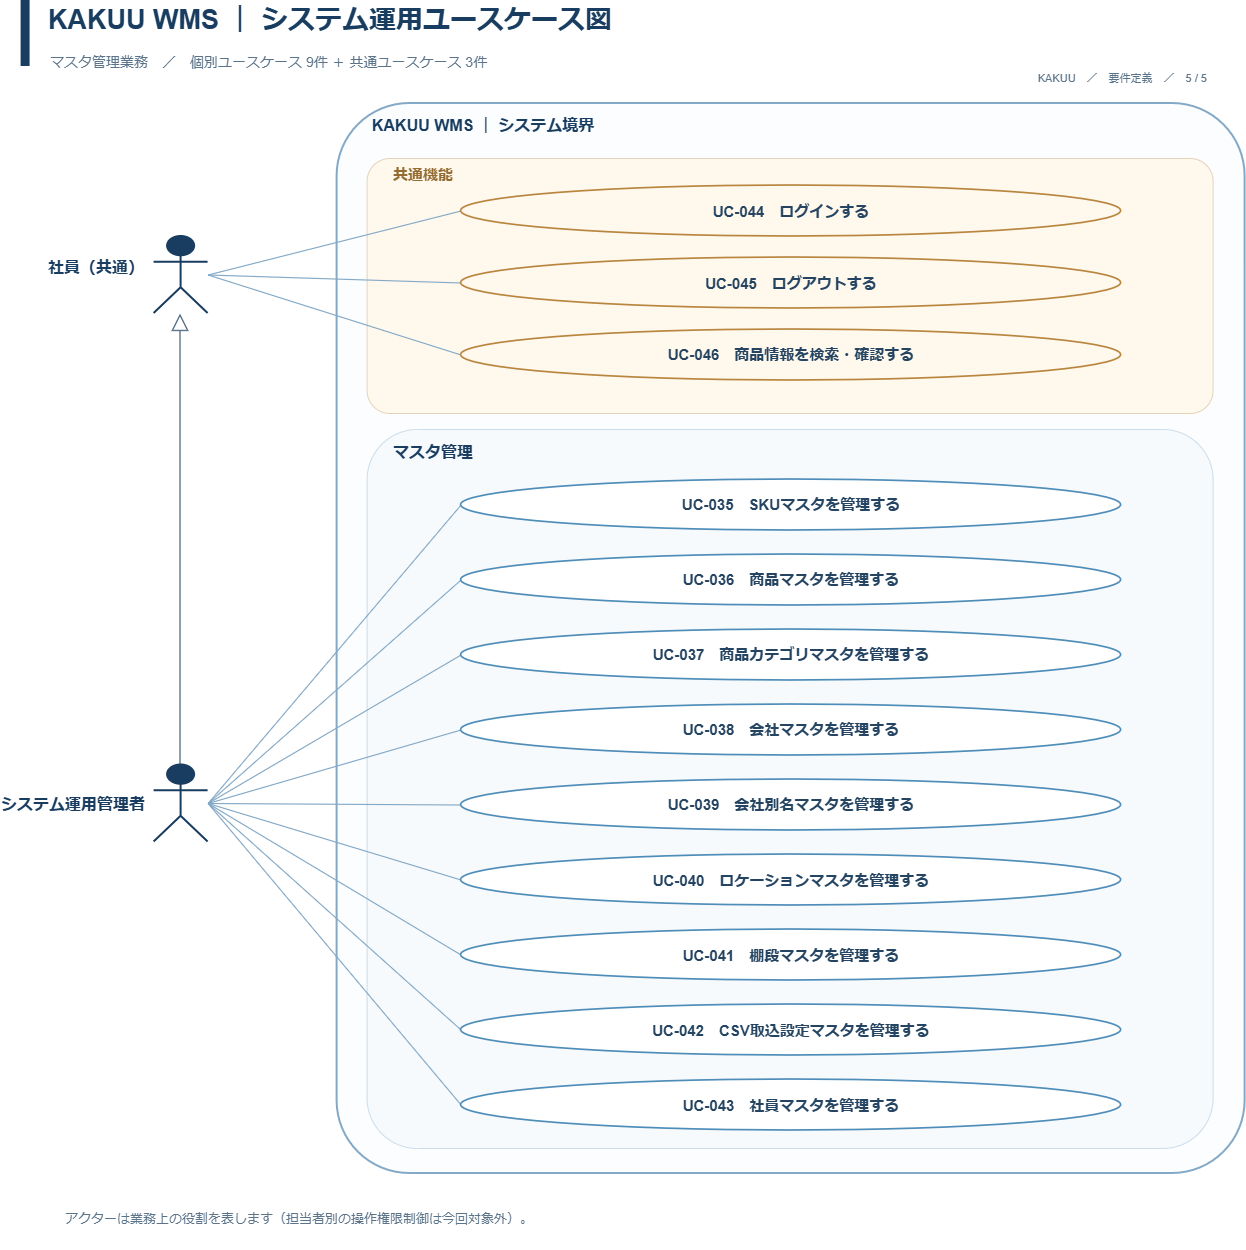 KAKUU WMS ｜ システム運用ユースケース図
マスタ管理業務 ／ 個別ユースケース 9件 ＋ 共通ユースケース 3件
KAKUU ／ 要件定義 ／ 5 / 5
KAKUU WMS ｜ システム境界
共通機能
UC-044 ログインする
社員（共通）
UC-045 ログアウトする
UC-046 商品情報を検索・確認する
マスタ管理
UC-035 SKUマスタを管理する
UC-036 商品マスタを管理する
UC-037 商品カテゴリマスタを管理する
UC-038 会社マスタを管理する
システム運用管理者
UC-039 会社別名マスタを管理する
UC-040 ロケーションマスタを管理する
UC-041 棚段マスタを管理する
UC-042 CSV取込設定マスタを管理する
UC-043 社員マスタを管理する
アクターは業務上の役割を表します（担当者別の操作権限制御は今回対象外）。